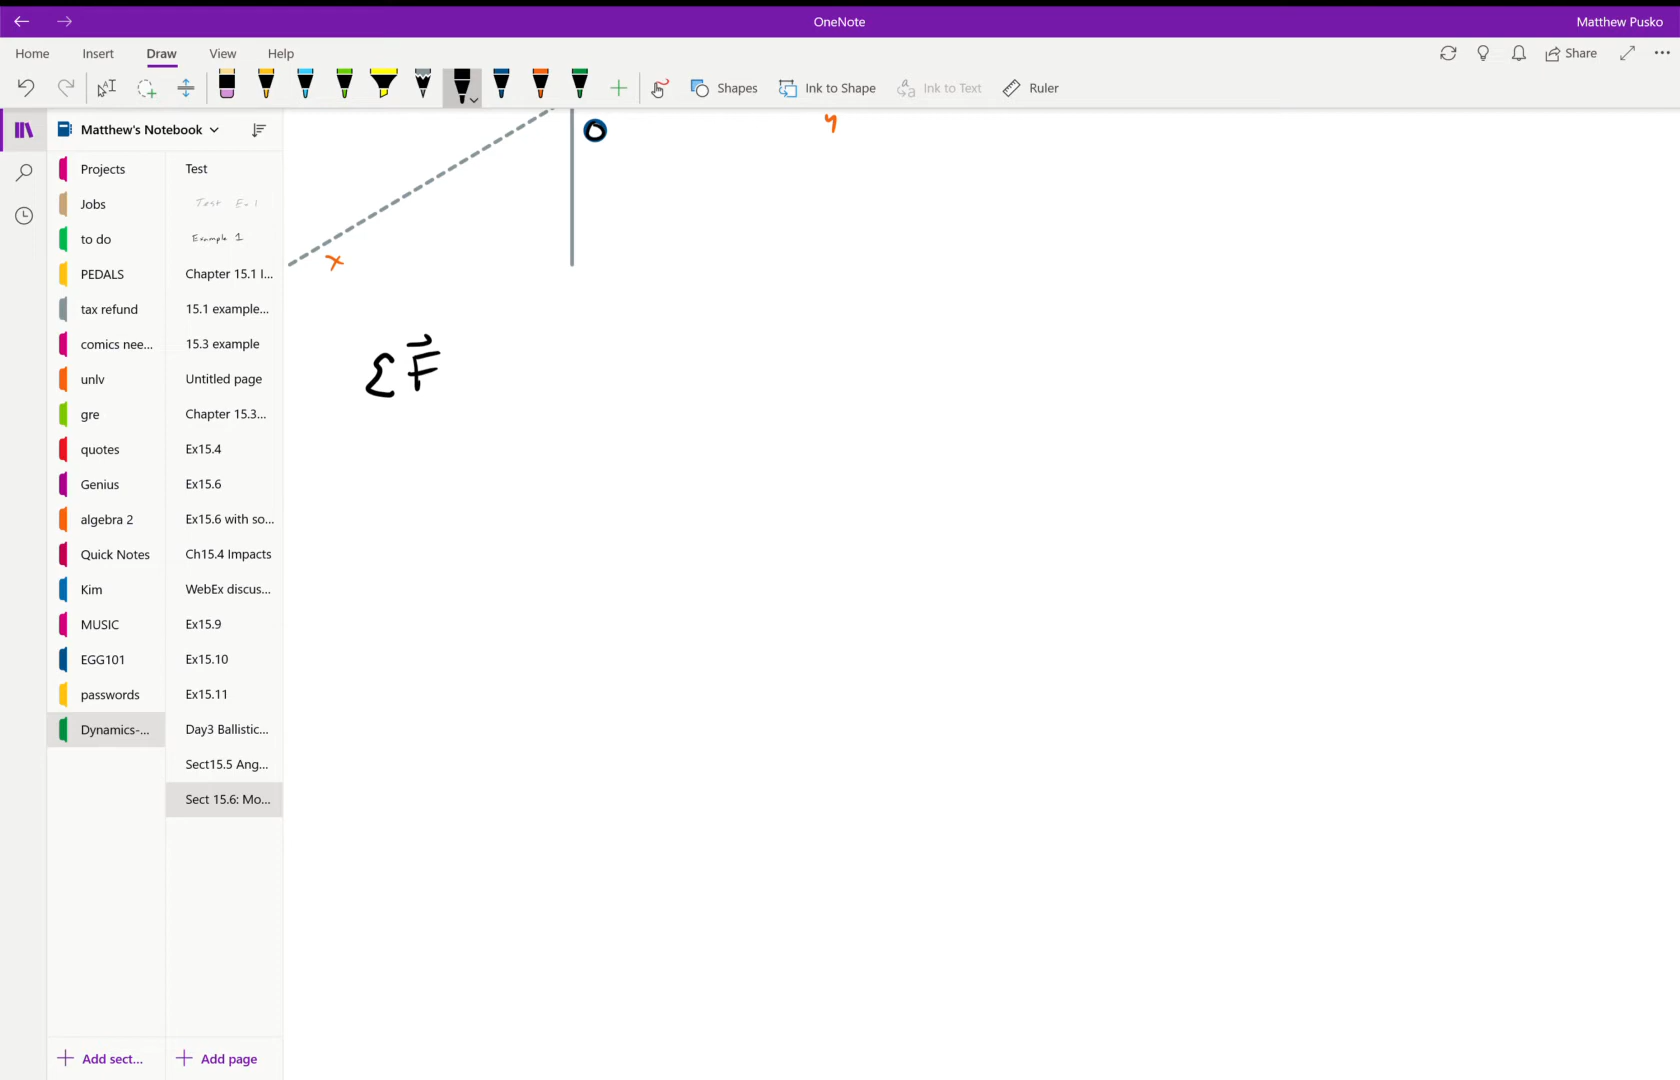 OneNote
Matthew Pusko
Home Insert Draw View Help
Share
Shapes Ink to Shape Ink to Text Ruler
Matthew's Notebook
Projects
Jobs
to do
PEDALS
tax refund
comics nee...
unlv
gre
quotes
Genius
algebra 2
Quick Notes
Kim
MUSIC
EGG101
passwords
Dynamics-...
Add sect...
Test
Test Ex 1
Example 1
Chapter 15.1 I...
15.1 example...
15.3 example
Untitled page
Chapter 15.3...
Ex15.4
Ex15.6
Ex15.6 with so...
Ch15.4 Impacts
WebEx discus...
Ex15.9
Ex15.10
Ex15.11
Day3 Ballistic...
Sect15.5 Ang...
Sect 15.6: Mo...
Add page
O
y
x
ΣF⃗